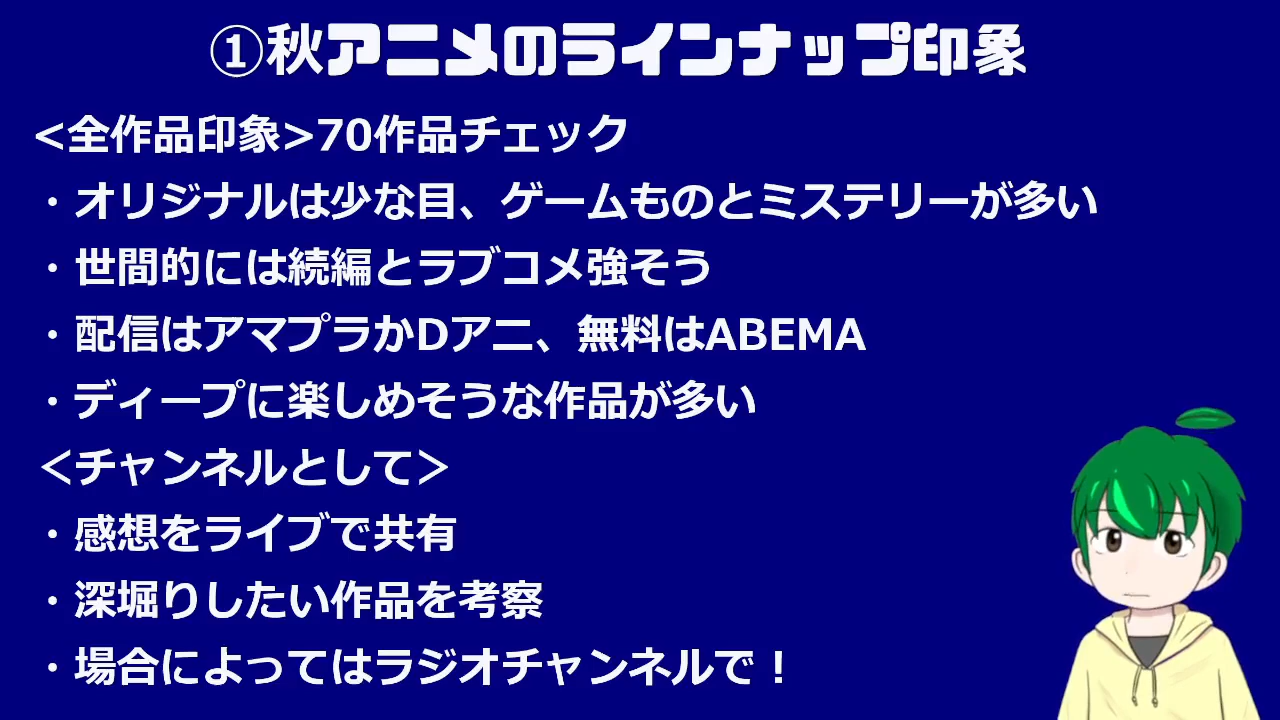 ①秋アニメのラインナップ印象
<全作品印象>70作品チェック
・オリジナルは少な目、ゲームものとミステリーが多い
・世間的には続編とラブコメ強そう
・配信はアマプラかDアニ、無料はABEMA
・ディープに楽しめそうな作品が多い
＜チャンネルとして＞
・感想をライブで共有
・深堀りしたい作品を考察
・場合によってはラジオチャンネルで！